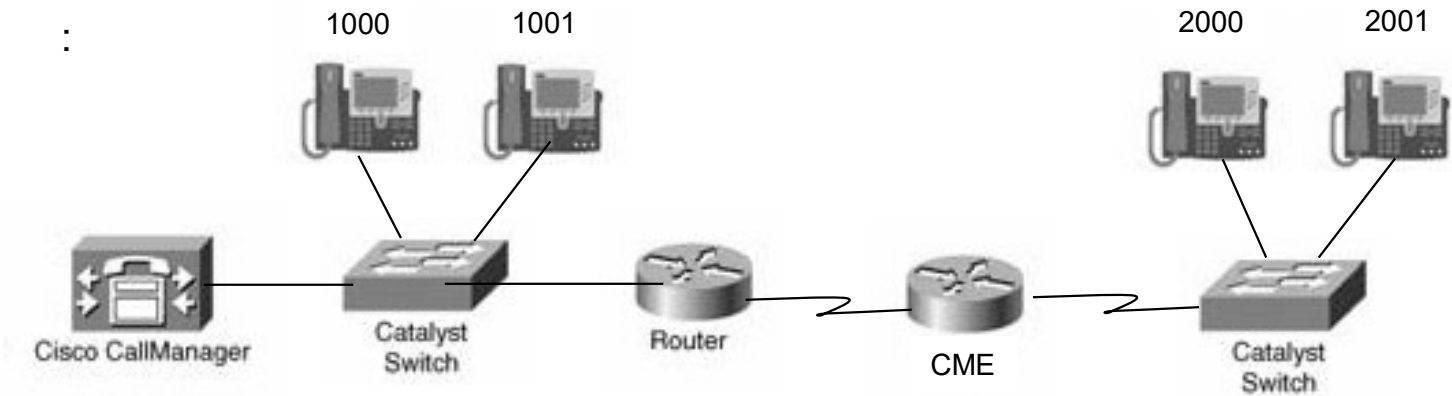 :
1000
1001
2000
2001
Cisco CallManager
Catalyst
Switch
Router
CME
Catalyst
Switch